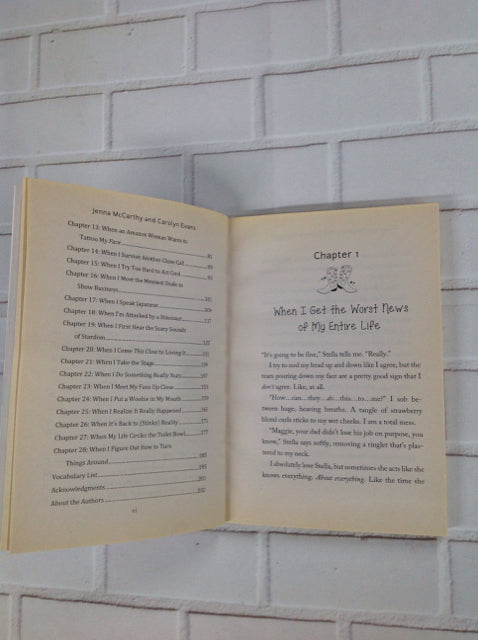 Jenna McCarthy and Carolyn Evans
Chapter 13: When an Amazon Woman Wants to
Tattoo My Face
Chapter 14: When I Survive Another Close Call
Chapter 15: When I Try Too Hard to Act Cool
Chapter 16: When I Meet the Meanest Dude in
Show Business
Chapter 17: When I Speak Japanese
Chapter 18: When I'm Attacked by a Dinosaur
Chapter 19: When I First Hear the Scary Sounds
of Stardom
Chapter 20: When I Come This Close to Losing It
Chapter 21: When I Take the Stage
Chapter 22: When I Do Something Really Nuts
Chapter 23: When I Meet My Fans Up Close
Chapter 24: When I Put a Wookie in My Mouth
Chapter 25: When I Realize It Really Happened
Chapter 26: When It's Back to (Stinky) Reality
Chapter 27: When My Life Circles the Toilet Bowl
Chapter 28: When I Figure Out How to Turn
Things Around
Vocabulary List
Acknowledgments
About the Authors
vi
Chapter 1
When I Get the Worst News
of My Entire Life
"It's going to be fine," Stella tells me. "Really."
I try to nod my head up and down like I agree, but the
tears pouring down my face are a pretty good sign that I
don't agree. Like, at all.
"How...can...they...do...this...to...me?" I sob be-
tween huge, heaving breaths. A tangle of strawberry
blond curls sticks to my wet cheeks. I am a total mess.
"Maggie, your dad didn't lose his job on purpose, you
know," Stella says softly, removing a ringlet that's plas-
tered to my neck.
I absolutely love Stella, but sometimes she acts like she
knows everything. About everything. Like the time she